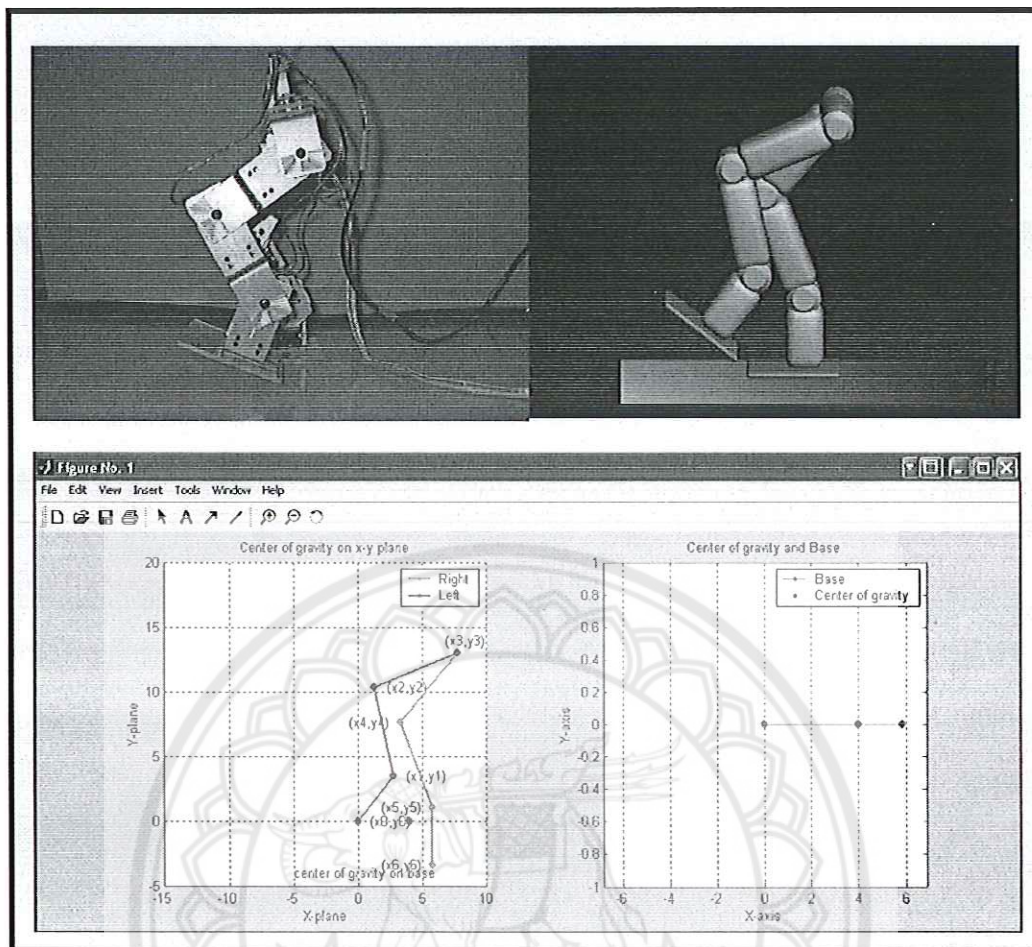 Figure No. 1
File Edit View Insert Tools Window Help
Center of gravity on x-y plane
20
15
10
5
0
-5
-15
-10
-5
0
5
10
Y-plane
X-plane
Right
Left
(x3,y3)
(x2,y2)
(x4,y4)
(x5,y5)
(x6,y6)
center of gravity on base
Center of gravity and Base
1
0.8
0.6
0.4
0.2
0
-0.2
-0.4
-0.6
-0.8
-1
-6
-4
-2
0
2
4
6
Y-axis
X-axis
Base
Center of gravity